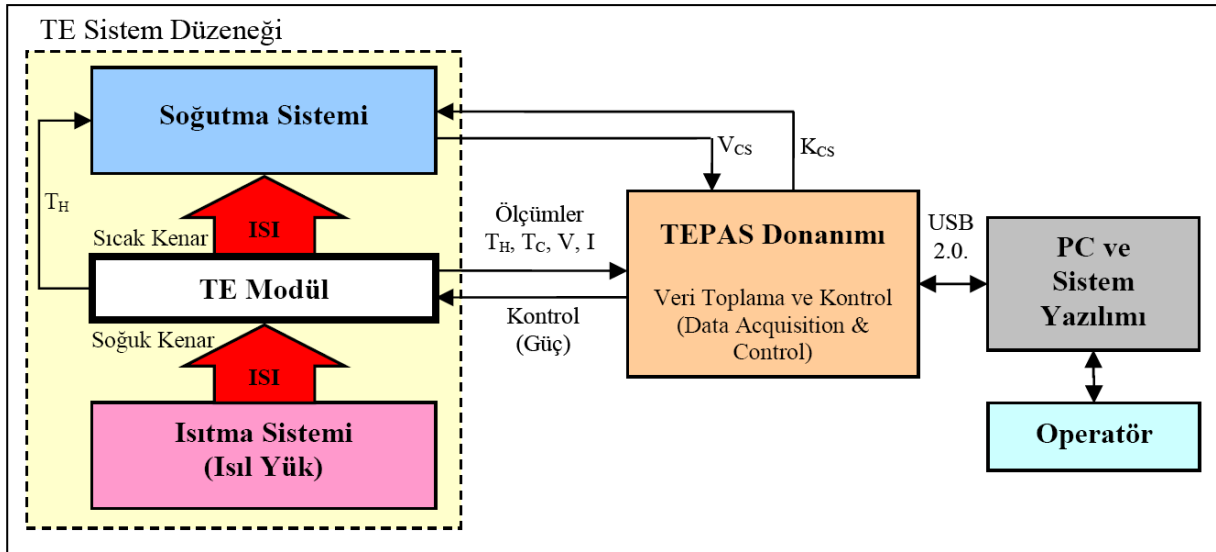 TE Sistem Düzeneği
Soğutma Sistemi
T_H
ISI
Sıcak Kenar
TE Modül
Soğuk Kenar
ISI
Isıtma Sistemi
(Isıl Yük)
V_CS
K_CS
Ölçümler
T_H, T_C, V, I
Kontrol
(Güç)
TEPAS Donanımı
Veri Toplama ve Kontrol
(Data Acquisition &
Control)
USB
2.0.
PC ve
Sistem
Yazılımı
Operatör